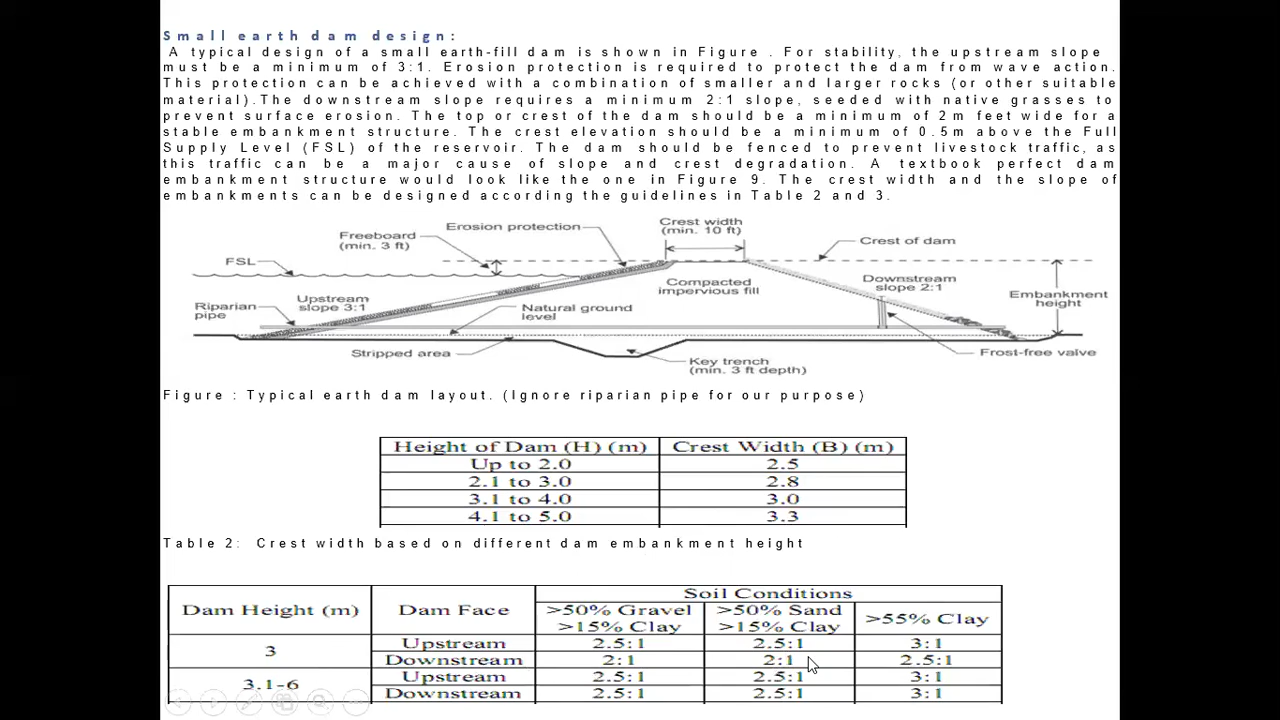 Small earth dam design:
A typical design of a small earth-fill dam is shown in Figure . For stability, the upstream slope
must be a minimum of 3:1. Erosion protection is required to protect the dam from wave action.
This protection can be achieved with a combination of smaller and larger rocks (or other suitable
material).The downstream slope requires a minimum 2:1 slope, seeded with native grasses to
prevent surface erosion. The top or crest of the dam should be a minimum of 2m feet wide for a
stable embankment structure. The crest elevation should be a minimum of 0.5m above the Full
Supply Level (FSL) of the reservoir. The dam should be fenced to prevent livestock traffic, as
this traffic can be a major cause of slope and crest degradation. A textbook perfect dam
embankment structure would look like the one in Figure 9. The crest width and the slope of
embankments can be designed according the guidelines in Table 2 and 3.
Crest width
(min. 10 ft)
Erosion protection
Freeboard
(min. 3 ft)
Crest of dam
FSL
Compacted
impervious fill
Downstream
slope 2:1
Embankment
height
Upstream
slope 3:1
Riparian
pipe
Natural ground
level
Stripped area
Key trench
(min. 3 ft depth)
Frost-free valve
Figure : Typical earth dam layout. (Ignore riparian pipe for our purpose)
Height of Dam (H) (m) Crest Width (B) (m)
Up to 2.0 2.5
2.1 to 3.0 2.8
3.1 to 4.0 3.0
4.1 to 5.0 3.3
Table 2: Crest width based on different dam embankment height
Dam Height (m) Dam Face Soil Conditions
>50% Gravel >15% Clay >50% Sand >15% Clay >55% Clay
3 Upstream 2.5:1 2.5:1 3:1
Downstream 2:1 2:1 2.5:1
3.1-6 Upstream 2.5:1 2.5:1 3:1
Downstream 2.5:1 2.5:1 3:1